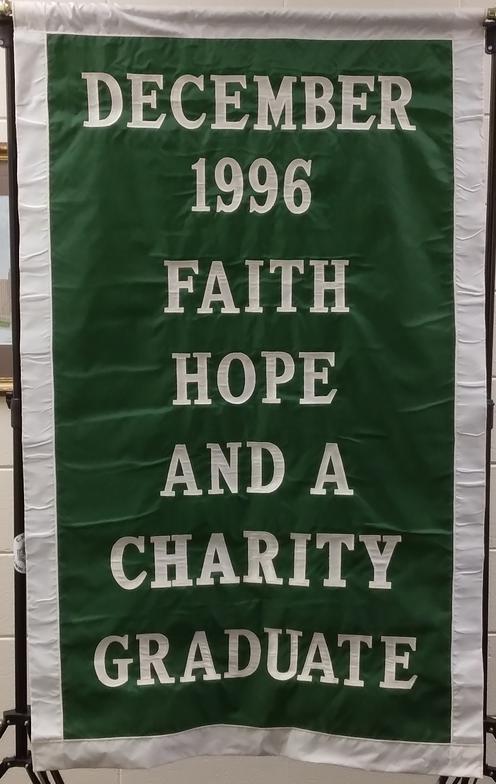 DECEMBER
1996
FAITH
HOPE
AND A
CHARITY
GRADUATE